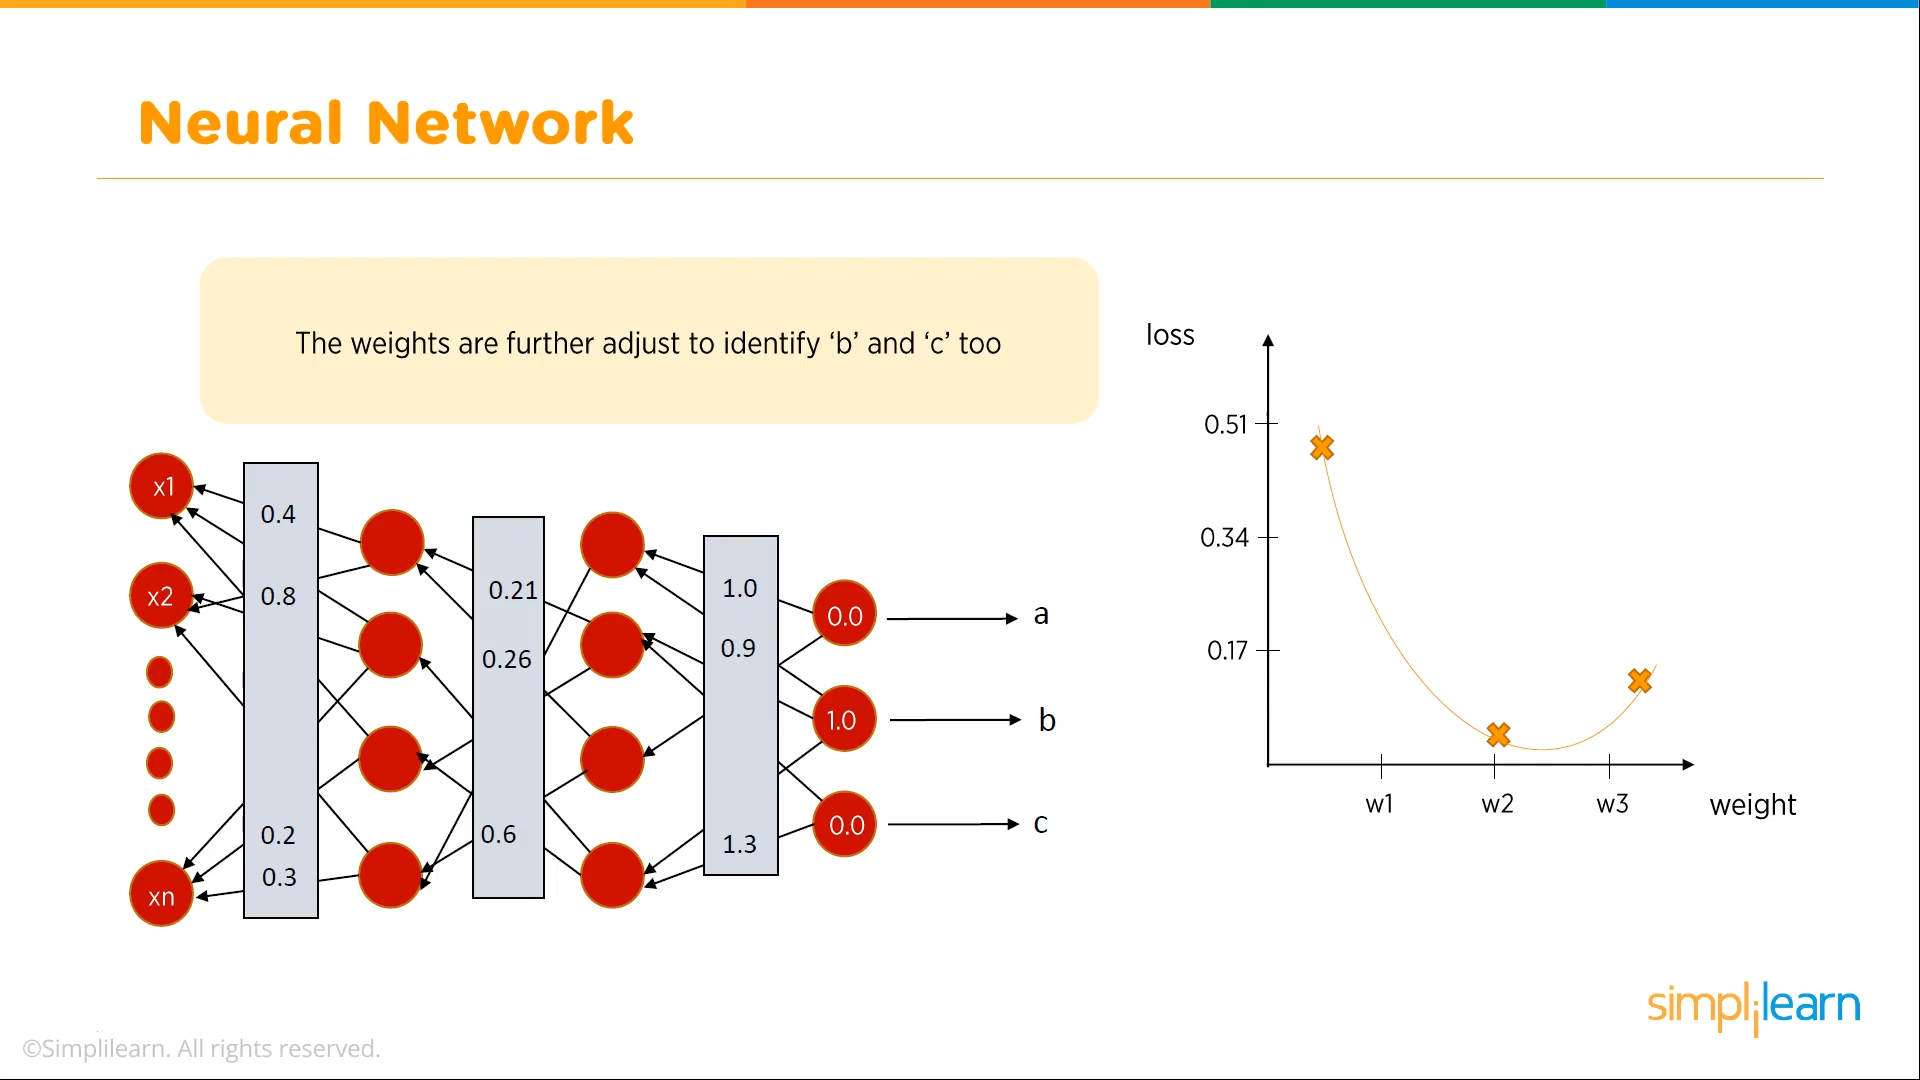 Neural Network
The weights are further adjust to identify ‘b’ and ‘c’ too
x1
x2
xn
0.4
0.8
0.2
0.3
0.21
0.26
0.6
1.0
0.9
1.3
0.0
1.0
0.0
a
b
c
loss
0.51
0.34
0.17
w1
w2
w3
weight
simplilearn
©Simplilearn. All rights reserved.